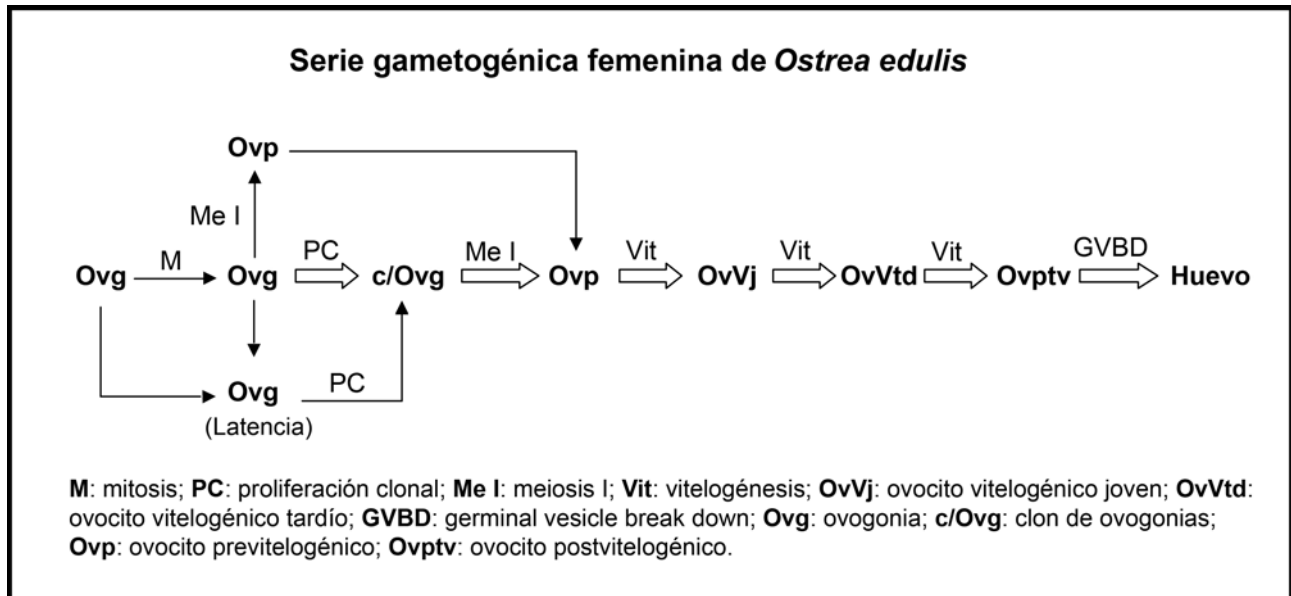 Serie gametogénica femenina de Ostrea edulis
Ovp
Me I
M
PC
Me I
Vit
Vit
Vit
GVBD
Ovg
Ovg
c/Ovg
Ovp
OvVj
OvVtd
Ovptv
Huevo
Ovg
PC
(Latencia)
M: mitosis; PC: proliferación clonal; Me I: meiosis I; Vit: vitelogénesis; OvVj: ovocito vitelogénico joven; OvVtd:
ovocito vitelogénico tardío; GVBD: germinal vesicle break down; Ovg: ovogonia; c/Ovg: clon de ovogonias;
Ovp: ovocito previtelogénico; Ovptv: ovocito postvitelogénico.